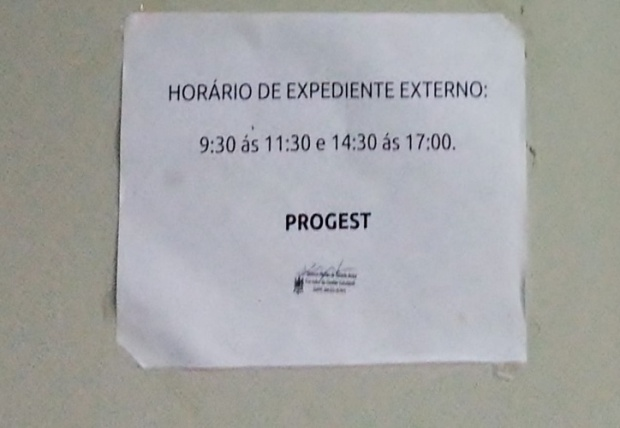 HORÁRIO DE EXPEDIENTE EXTERNO:
9:30 ás 11:30 e 14:30 ás 17:00.
PROGEST